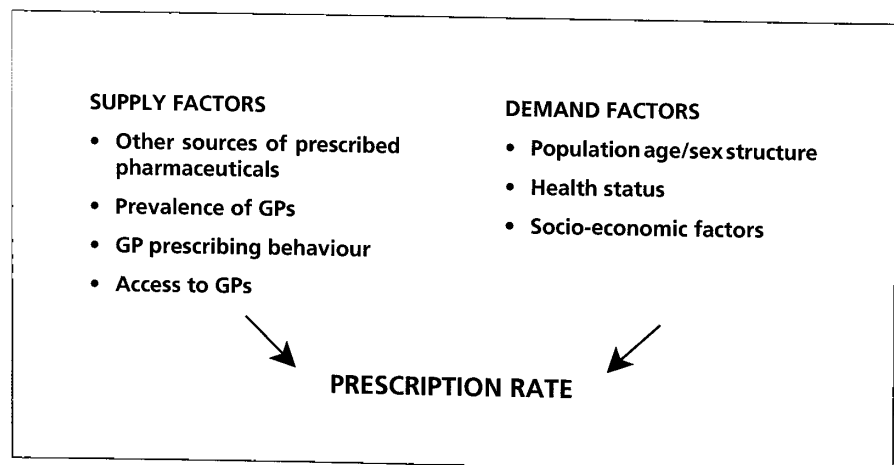 SUPPLY FACTORS
• Other sources of prescribed
pharmaceuticals
• Prevalence of GPs
• GP prescribing behaviour
• Access to GPs
DEMAND FACTORS
• Population age/sex structure
• Health status
• Socio-economic factors
PRESCRIPTION RATE